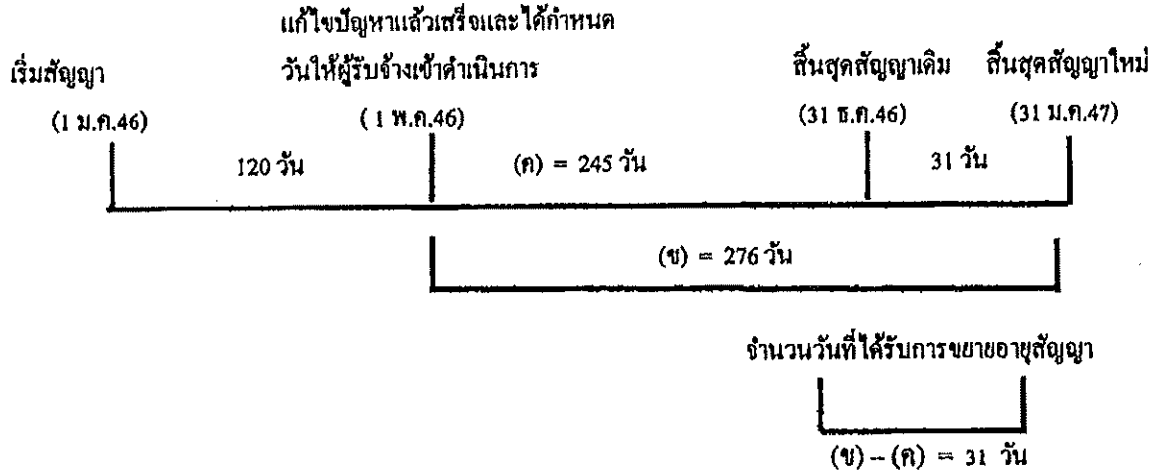 แก้ไขปัญหาแล้วเสร็จและได้กำหนด
เริ่มสัญญา วันให้ผู้รับจ้างเข้าดำเนินการ สิ้นสุดสัญญาเดิม สิ้นสุดสัญญาใหม่
(1 ม.ค.46) ( 1 พ.ค.46) (31 ธ.ค.46) (31 ม.ค.47)
120 วัน (ค) = 245 วัน 31 วัน
(ข) = 276 วัน
จำนวนวันที่ได้รับการขยายอายุสัญญา
(ข) – (ค) = 31 วัน